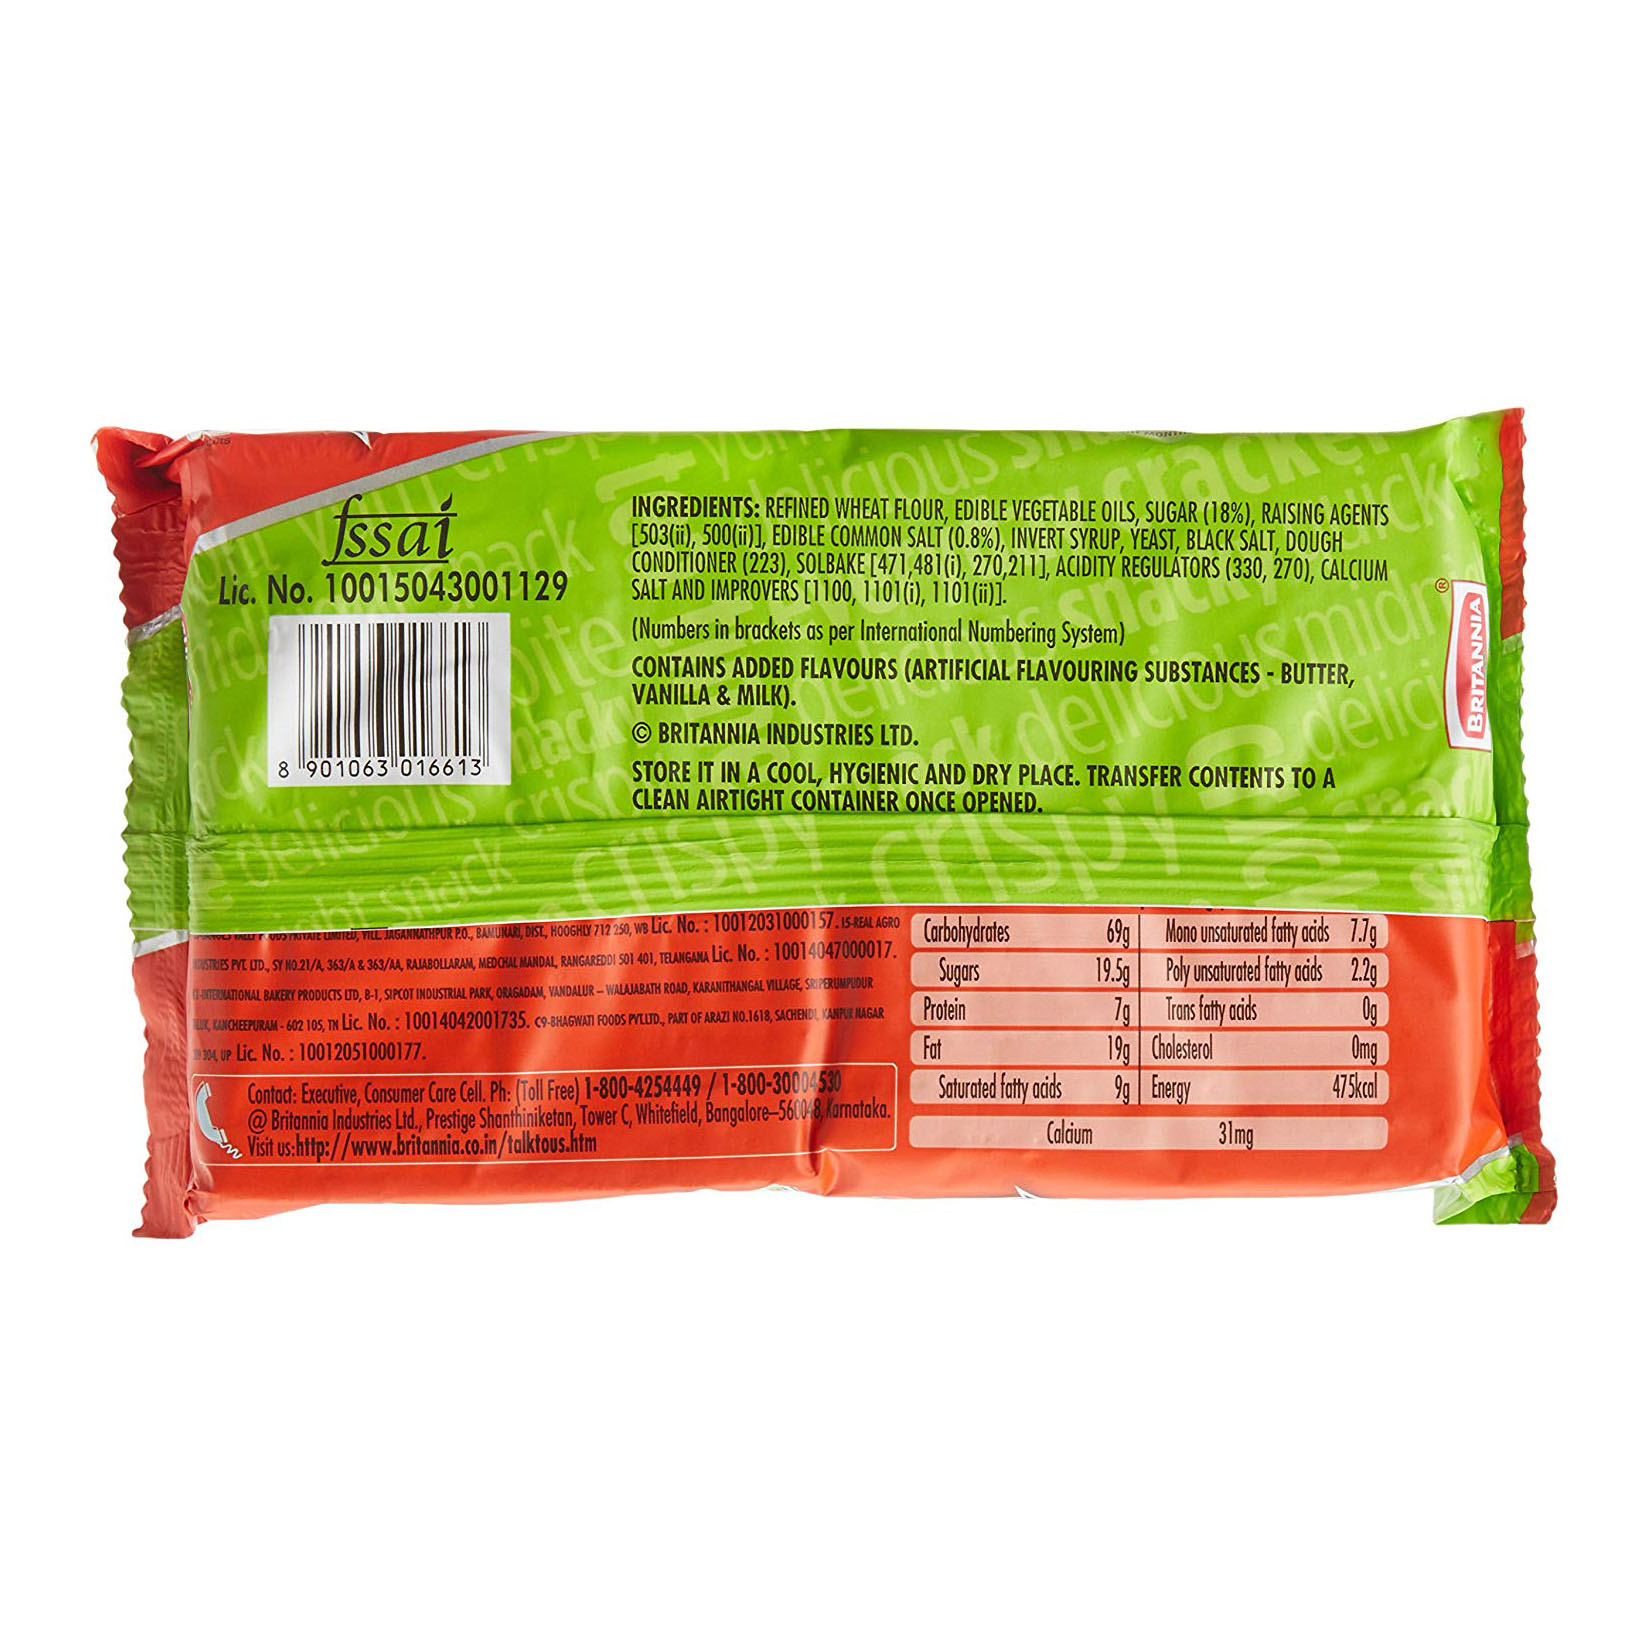 fssai
Lic. No. 10015043001129
8 901063 016613
INGREDIENTS: REFINED WHEAT FLOUR, EDIBLE VEGETABLE OILS, SUGAR (18%), RAISING AGENTS
[503(ii), 500(ii)], EDIBLE COMMON SALT (0.8%), INVERT SYRUP, YEAST, BLACK SALT, DOUGH
CONDITIONER (223), SOLBAKE [471,481(i), 270,211], ACIDITY REGULATORS (330, 270), CALCIUM
SALT AND IMPROVERS [1100, 1101(i), 1101(ii)].
(Numbers in brackets as per International Numbering System)
CONTAINS ADDED FLAVOURS (ARTIFICIAL FLAVOURING SUBSTANCES - BUTTER,
VANILLA & MILK).
© BRITANNIA INDUSTRIES LTD.
STORE IT IN A COOL, HYGIENIC AND DRY PLACE. TRANSFER CONTENTS TO A
CLEAN AIRTIGHT CONTAINER ONCE OPENED.
BRITANNIA ®
PRIVATE LIMITED, VILL. JAGANNATHPUR P.O., BAMUNARI, DIST., HOOGHLY 712 250, WB Lic. No. : 10012031000157. 15-REAL AGRO
INDUSTRIES PVT. LTD., SY NO.21/A, 363/A & 363/AA, RAJABOLLARAM, MEDCHAL MANDAL, RANGAREDDI 501 401, TELANGANA Lic. No. : 10014047000017.
INTERNATIONAL BAKERY PRODUCTS LTD, B-1, SIPCOT INDUSTRIAL PARK, ORAGADAM, VANDALUR – WALAJABATH ROAD, KARANITHANGAL VILLAGE, SRIPERUMPUDUR
TALUK, KANCHEEPURAM - 602 105, TN Lic. No. : 10014042001735. C9-BHAGWATI FOODS PVT.LTD., PART OF ARAZI NO.1618, SACHENDI, KANPUR NAGAR
304, UP Lic. No. : 10012051000177.
Contact: Executive, Consumer Care Cell. Ph: (Toll Free) 1-800-4254449 / 1-800-30004530
@ Britannia Industries Ltd., Prestige Shanthiniketan, Tower C, Whitefield, Bangalore–560048, Karnataka.
Visit us:http://www.britannia.co.in/talktous.htm
Carbohydrates 69g Mono unsaturated fatty acids 7.7g
Sugars 19.5g Poly unsaturated fatty acids 2.2g
Protein 7g Trans fatty acids 0g
Fat 19g Cholesterol 0mg
Saturated fatty acids 9g Energy 475kcal
Calcium 31mg